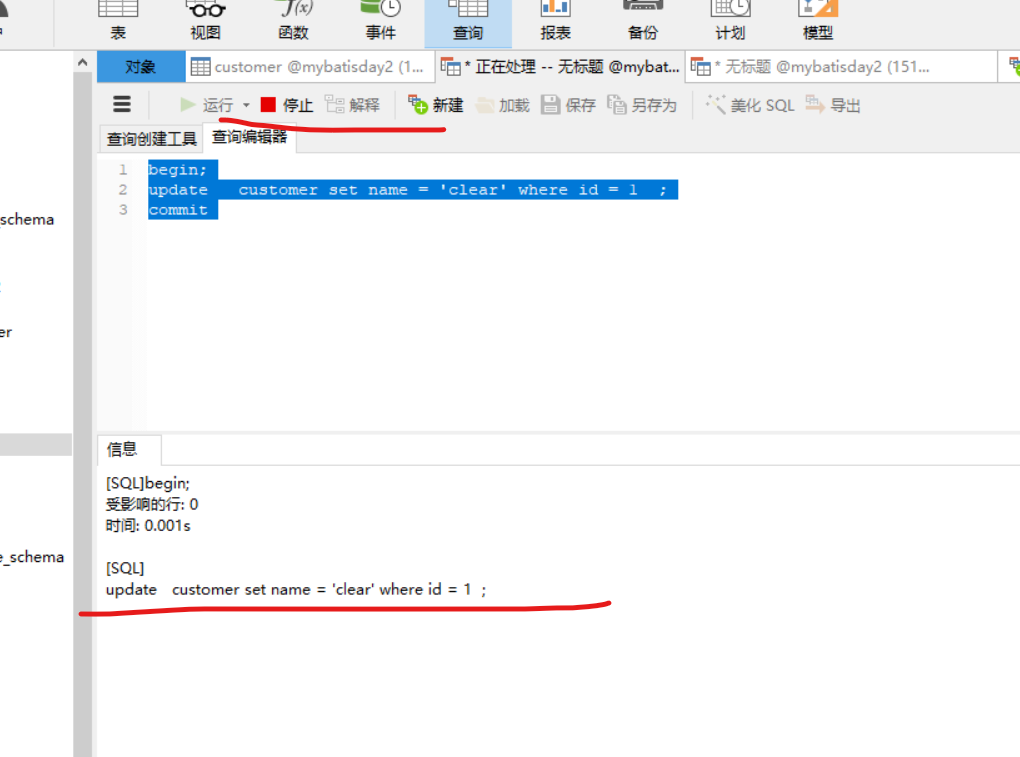 表 视图 函数 事件 查询 报表 备份 计划 模型
对象 customer @mybatisday2 (1... * 正在处理 -- 无标题 @mybat... * 无标题 @mybatisday2 (151...
运行 停止 解释 新建 加载 保存 另存为 美化 SQL 导出
查询创建工具 查询编辑器
1 begin;
2 update   customer set name = 'clear' where id = 1  ;
3 commit
_schema
er
信息
[SQL]begin;
受影响的行: 0
时间: 0.001s
[SQL]
e_schema
update   customer set name = 'clear' where id = 1  ;